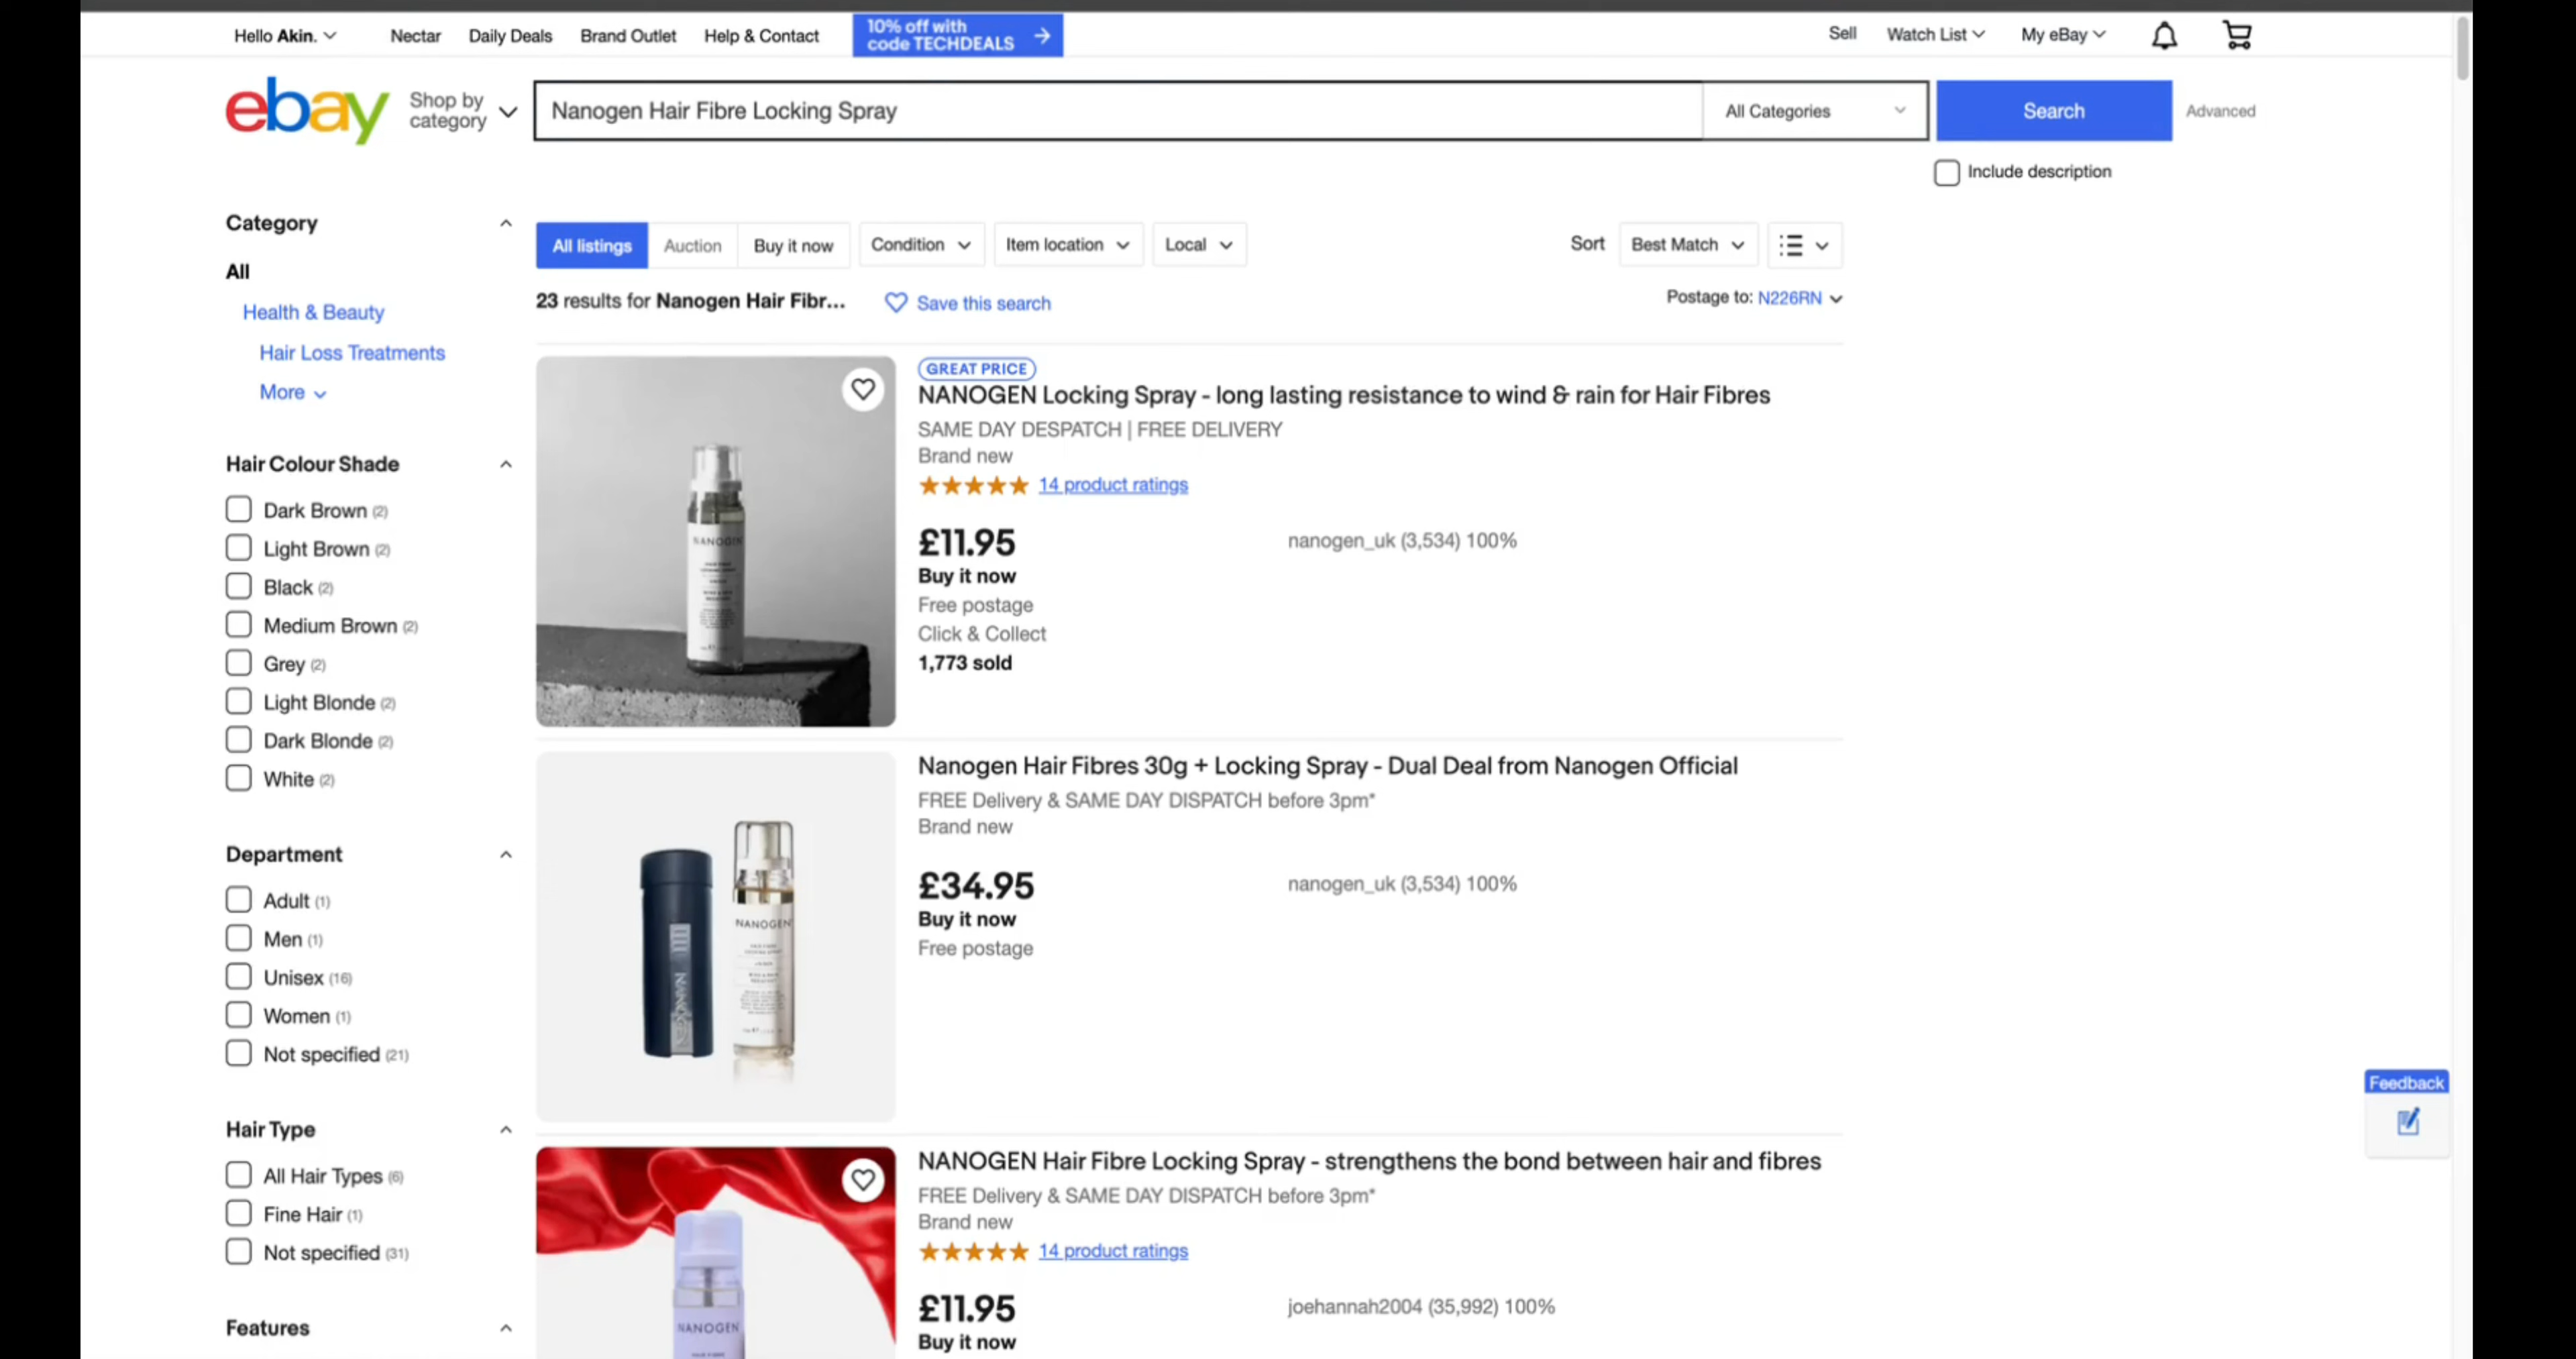 Hello Akin.
Nectar
Daily Deals
Brand Outlet
Help & Contact
10% off with
code TECHDEALS
Sell
Watch List
My eBay
ebay
Shop by
category
Nanogen Hair Fibre Locking Spray
All Categories
Search
Advanced
Include description
Category
All
Health & Beauty
Hair Loss Treatments
More
Hair Colour Shade
Dark Brown (2)
Light Brown (2)
Black (2)
Medium Brown (2)
Grey (2)
Light Blonde (2)
Dark Blonde (2)
White (2)
Department
Adult (1)
Men (1)
Unisex (16)
Women (1)
Not specified (21)
Hair Type
All Hair Types (6)
Fine Hair (1)
Not specified (31)
Features
All listings
Auction
Buy it now
Condition
Item location
Local
Sort
Best Match
23 results for Nanogen Hair Fibr...
Save this search
Postage to: N226RN
NANOGEN
GREAT PRICE
NANOGEN Locking Spray - long lasting resistance to wind & rain for Hair Fibres
SAME DAY DESPATCH | FREE DELIVERY
Brand new
14 product ratings
£11.95
nanogen_uk (3,534) 100%
Buy it now
Free postage
Click & Collect
1,773 sold
NANOGEN
NANOGEN
Nanogen Hair Fibres 30g + Locking Spray - Dual Deal from Nanogen Official
FREE Delivery & SAME DAY DISPATCH before 3pm*
Brand new
£34.95
nanogen_uk (3,534) 100%
Buy it now
Free postage
NANOGEN
NANOGEN Hair Fibre Locking Spray - strengthens the bond between hair and fibres
FREE Delivery & SAME DAY DISPATCH before 3pm*
Brand new
14 product ratings
£11.95
joehannah2004 (35,992) 100%
Buy it now
Feedback